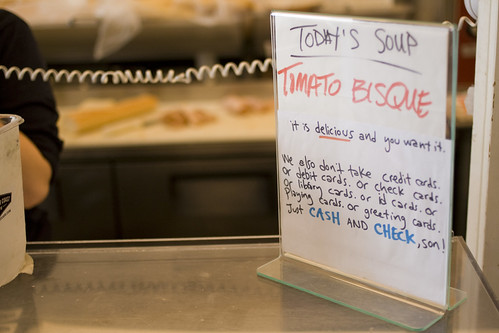 TODAY'S SOUP
TOMATO BISQUE
it is delicious and you want it.
We also don't take credit cards.
or debit cards. or check cards.
or library cards. or id cards. or
Playing cards. or greeting cards.
Just CASH AND CHECK, son!